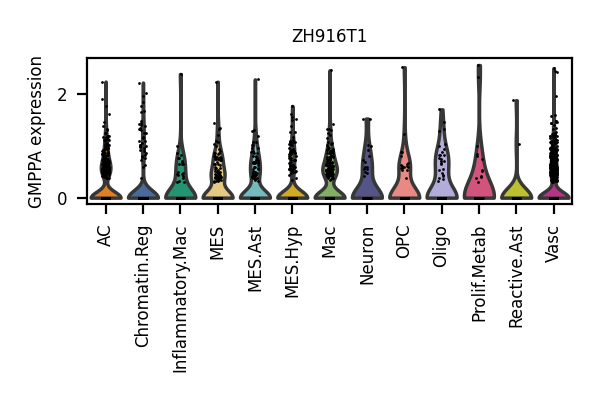 ZH916T1
GMPPA expression
2
0
AC
Chromatin.Reg
Inflammatory.Mac
MES
MES.Ast
MES.Hyp
Mac
Neuron
OPC
Oligo
Prolif.Metab
Reactive.Ast
Vasc